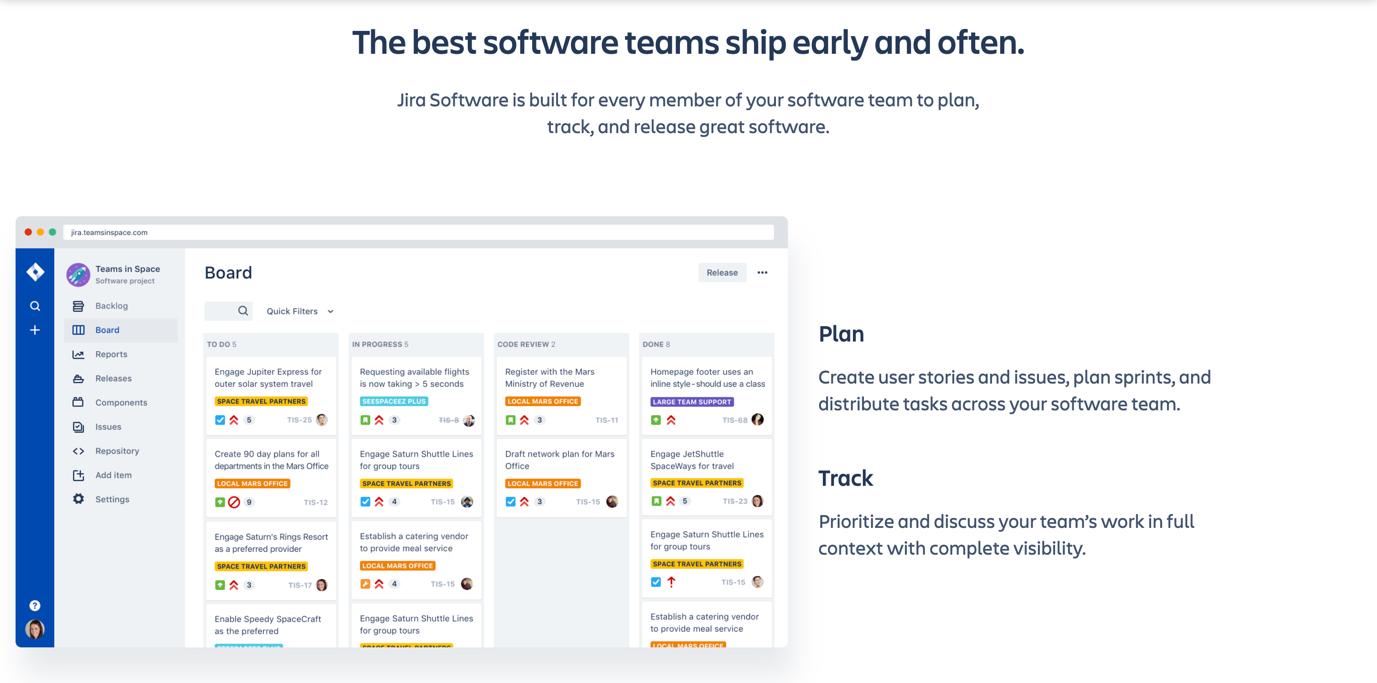 The best software teams ship early and often.
Jira Software is built for every member of your software team to plan,
track, and release great software.
jira.teamsinspace.com
Teams in Space
Software project
Backlog
Board
Reports
Releases
Components
Issues
Repository
Add item
Settings
Board
Release
Quick Filters
TO DO 5
Engage Jupiter Express for
outer solar system travel
SPACE TRAVEL PARTNERS
5
TIS-25
Create 90 day plans for all
departments in the Mars Office
LOCAL MARS OFFICE
9
TIS-12
Engage Saturn's Rings Resort
as a preferred provider
SPACE TRAVEL PARTNERS
3
TIS-17
Enable Speedy SpaceCraft
as the preferred
IN PROGRESS 5
Requesting available flights
is now taking > 5 seconds
SEESPACEEZ PLUS
3
TIS-8
Engage Saturn Shuttle Lines
for group tours
SPACE TRAVEL PARTNERS
4
TIS-15
Establish a catering vendor
to provide meal service
LOCAL MARS OFFICE
4
TIS-15
Engage Saturn Shuttle Lines
for group tours
SPACE TRAVEL PARTNERS
CODE REVIEW 2
Register with the Mars
Ministry of Revenue
LOCAL MARS OFFICE
3
TIS-11
Draft network plan for Mars
Office
LOCAL MARS OFFICE
3
TIS-15
DONE 8
Homepage footer uses an
inline style-should use a class
LARGE TEAM SUPPORT
TIS-68
Engage JetShuttle
SpaceWays for travel
SPACE TRAVEL PARTNERS
5
TIS-23
Engage Saturn Shuttle Lines
for group tours
SPACE TRAVEL PARTNERS
TIS-15
Establish a catering vendor
to provide meal service
LOCAL MARS OFFICE
Plan
Create user stories and issues, plan sprints, and
distribute tasks across your software team.
Track
Prioritize and discuss your team’s work in full
context with complete visibility.